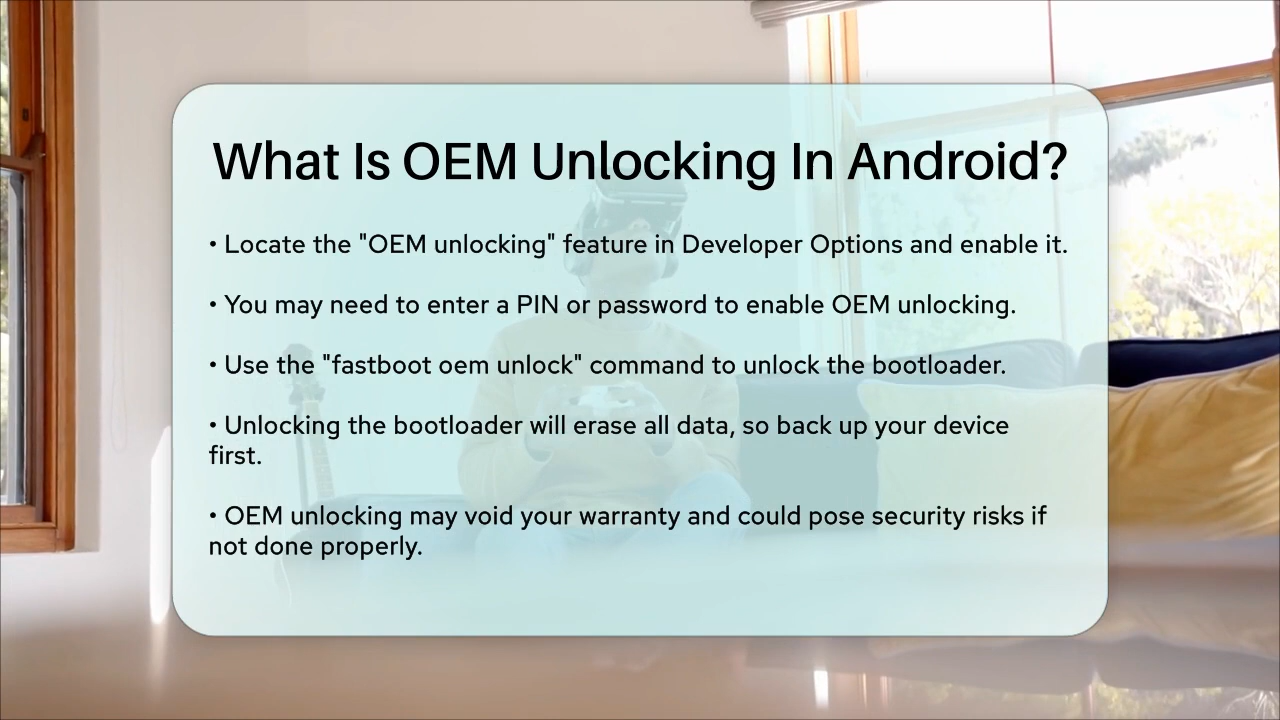 What Is OEM Unlocking In Android?
• Locate the "OEM unlocking" feature in Developer Options and enable it.
• You may need to enter a PIN or password to enable OEM unlocking.
• Use the "fastboot oem unlock" command to unlock the bootloader.
• Unlocking the bootloader will erase all data, so back up your device
first.
• OEM unlocking may void your warranty and could pose security risks if
not done properly.